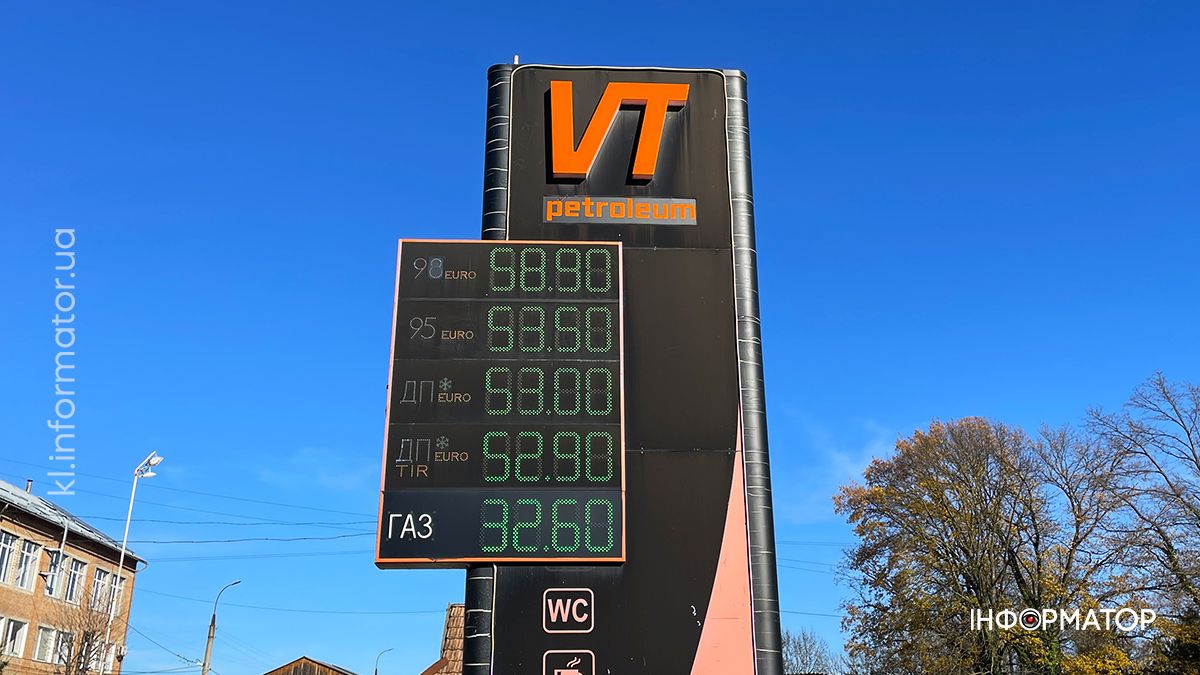 VT
petroleum
98 EURO 58.90
95 EURO 53.50
ДП EURO 53.00
ДП EURO 52.90
TIR
ГАЗ 32.60
WC
kl.informator.ua
ІНФОРМАТОР